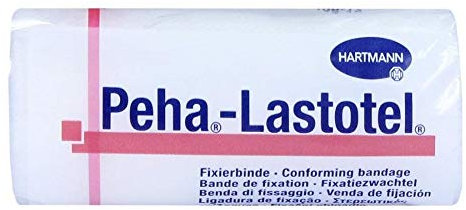 HARTMANN
Peha®-Lastotel®
Fixierbinde · Conforming bandage
Bande de fixation · Fixatiezwachtel
Benda di fissaggio · Venda de fijación
Ligadura de fixação · Στερεωτικός